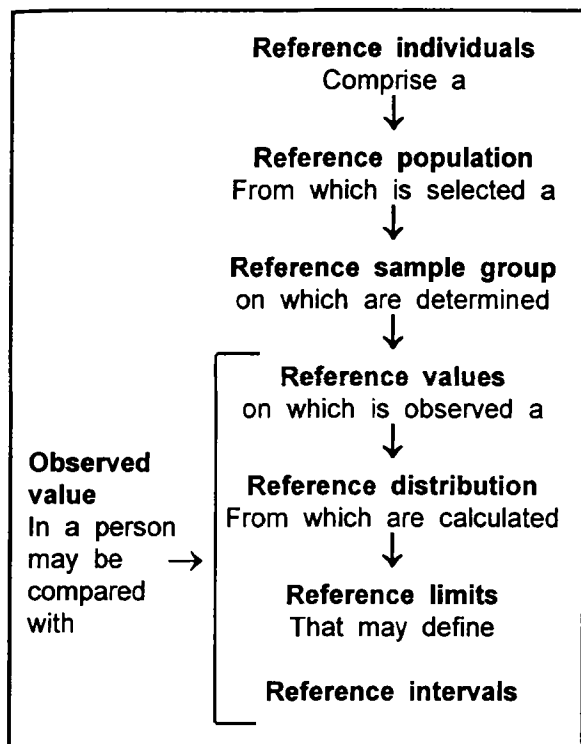 Reference individuals
Comprise a
↓
Reference population
From which is selected a
↓
Reference sample group
on which are determined
↓
Reference values
on which is observed a
↓
Reference distribution
From which are calculated
↓
Reference limits
That may define
Reference intervals
Observed
value
In a person
may be →
compared
with